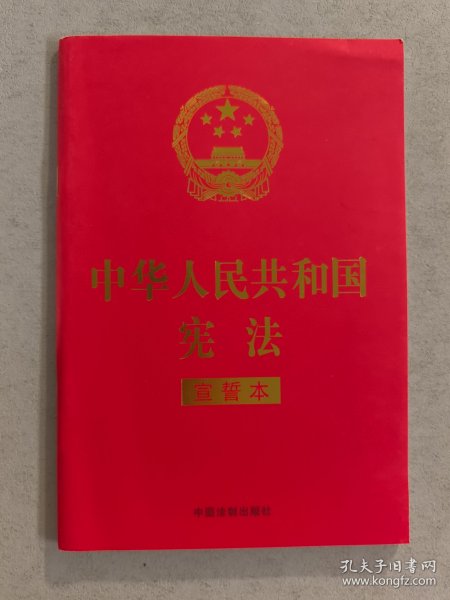 中华人民共和国
宪法
宣誓本
中国法制出版社
孔夫子旧书网
www.kongfz.com